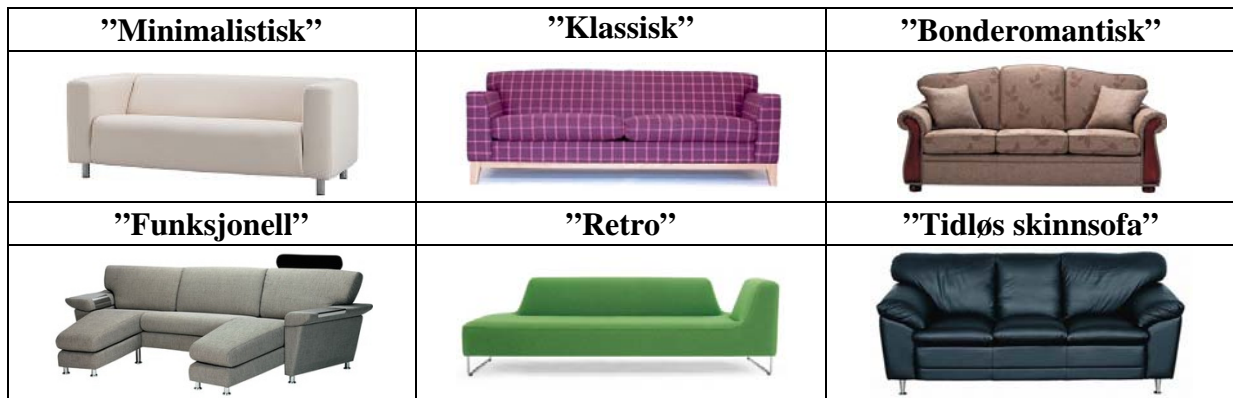 ”Minimalistisk” ”Klassisk” ”Bonderomantisk”
”Funksjonell” ”Retro” ”Tidløs skinnsofa”